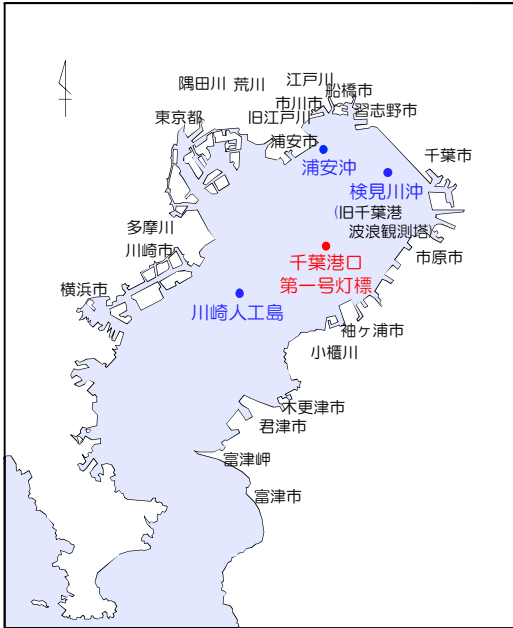 江戸川
船橋市
隅田川
荒川
市川市
習志野市
東京都
旧江戸川
浦安市
千葉市
浦安沖
検見川沖
(旧千葉港
波浪観測塔)
多摩川
川崎市
市原市
千葉港口
第一号灯標
横浜市
川崎人工島
袖ヶ浦市
小櫃川
木更津市
君津市
富津岬
富津市